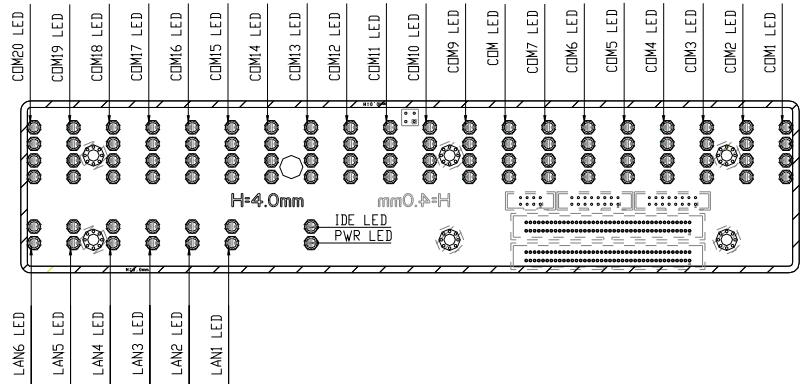 COM20 LED
COM19 LED
COM18 LED
COM17 LED
COM16 LED
COM15 LED
COM14 LED
COM13 LED
COM12 LED
COM11 LED
COM10 LED
COM9 LED
COM LED
COM7 LED
COM6 LED
COM5 LED
COM4 LED
COM3 LED
COM2 LED
COM1 LED
H=4.0mm
H=4.0mm
IDE LED
PWR LED
LAN6 LED
LAN5 LED
LAN4 LED
LAN3 LED
LAN2 LED
LAN1 LED